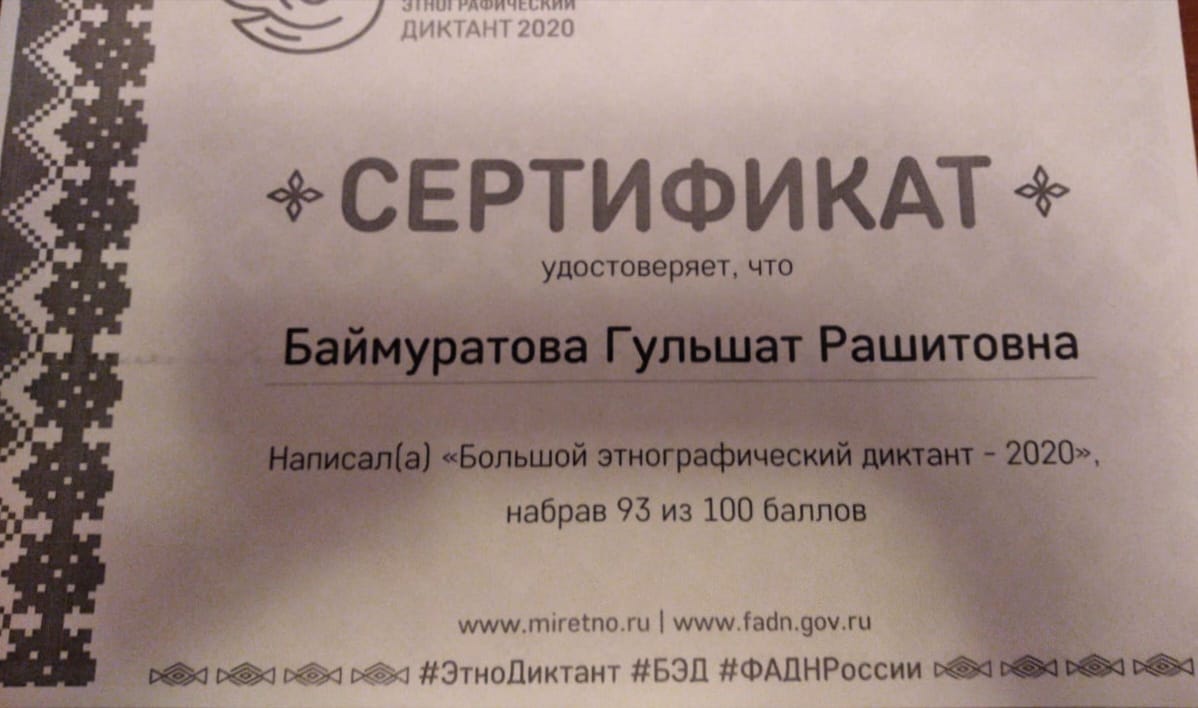 ЭТНОГРАФИЧЕСКИЙ
ДИКТАНТ 2020
СЕРТИФИКАТ
удостоверяет, что
Баймуратова Гульшат Рашитовна
Написал(а) «Большой этнографический диктант - 2020»,
набрав 93 из 100 баллов
www.miretno.ru | www.fadn.gov.ru
#ЭтноДиктант #БЭД #ФАДНРоссии